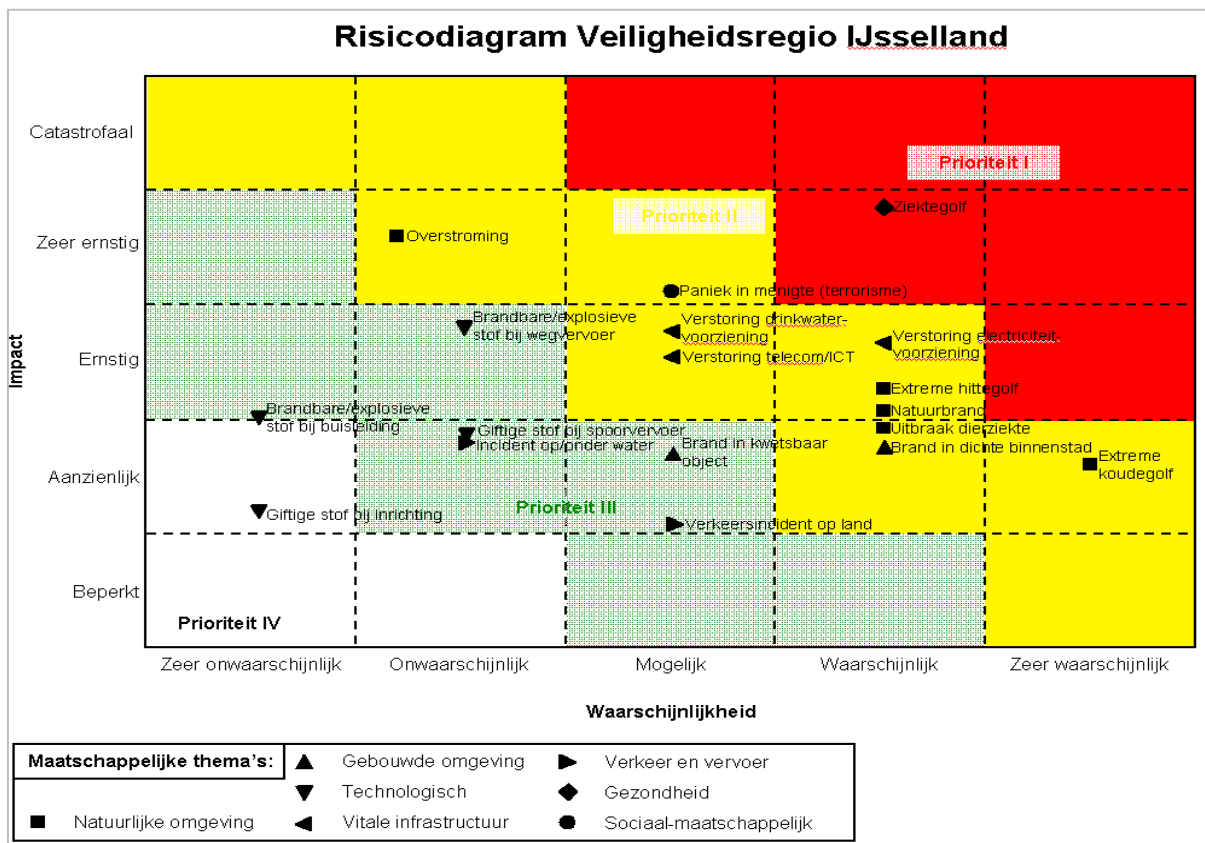 Risicodiagram Veiligheidsregio IJsselland
Catastrofaal
Prioriteit I
Zeer ernstig
Prioriteit II
Ziektegolf
Overstroming
Paniek in menigte (terrorisme)
Impact
Ernstig
Brandbare/explosieve
stof bij wegvervoer
Verstoring drinkwater-
voorziening
Verstoring telecom/ICT
Verstoring electriciteit-
voorziening
Extreme hittegolf
Natuurbrand
Brandbare/explosieve
stof bij buisleiding
Aanzienlijk
Giftige stof bij spoorvervoer
Incident op/onder water
Brand in kwetsbaar
object
Uitbraak dierziekte
Brand in dichte binnenstad
Extreme
koudegolf
Giftige stof bij inrichting
Prioriteit III
Verkeersincident op land
Beperkt
Prioriteit IV
Zeer onwaarschijnlijk
Onwaarschijnlijk
Mogelijk
Waarschijnlijk
Zeer waarschijnlijk
Waarschijnlijkheid
Maatschappelijke thema's:
Gebouwde omgeving
Verkeer en vervoer
Technologisch
Gezondheid
Natuurlijke omgeving
Vitale infrastructuur
Sociaal-maatschappelijk